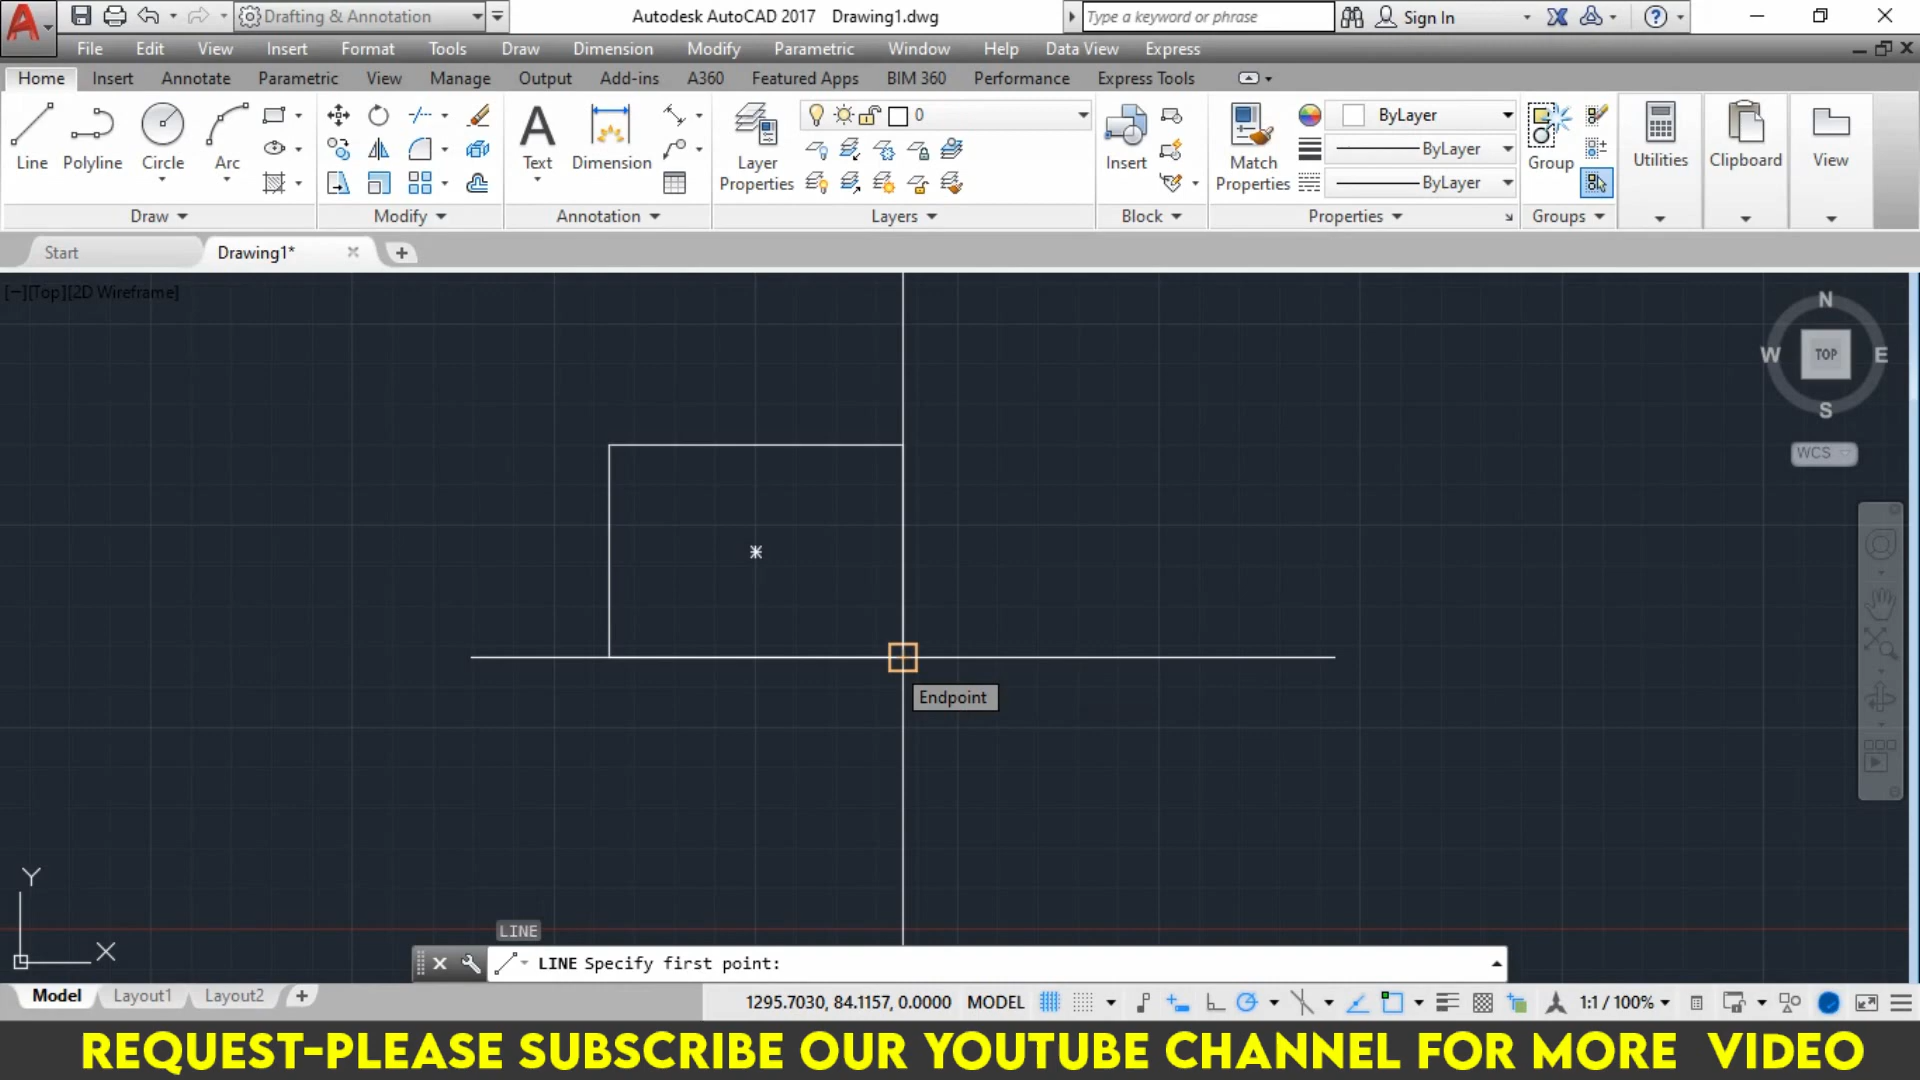 Drafting & Annotation
Autodesk AutoCAD 2017 Drawing1.dwg
Type a keyword or phrase
Sign In
File Edit View Insert Format Tools Draw Dimension Modify Parametric Window Help Data View Express
Home Insert Annotate Parametric View Manage Output Add-ins A360 Featured Apps BIM 360 Performance Express Tools
0
ByLayer
ByLayer
ByLayer
Line Polyline Circle Arc
Text Dimension
Layer Properties
Insert
Match Properties
Group
Utilities Clipboard View
Draw Modify Annotation Layers Block Properties Groups
Start Drawing1*
[−][Top][2D Wireframe]
N
W TOP E
S
WCS
Endpoint
Y
X
LINE
LINE Specify first point:
Model Layout1 Layout2
1295.7030, 84.1157, 0.0000 MODEL 1:1 / 100%
REQUEST-PLEASE SUBSCRIBE OUR YOUTUBE CHANNEL FOR MORE VIDEO